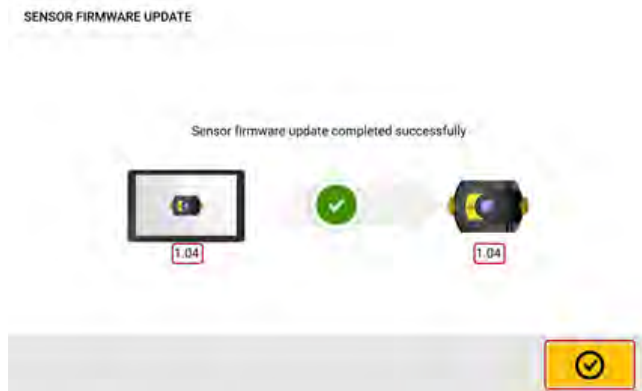 SENSOR FIRMWARE UPDATE
Sensor firmware update completed successfully
1.04
1.04